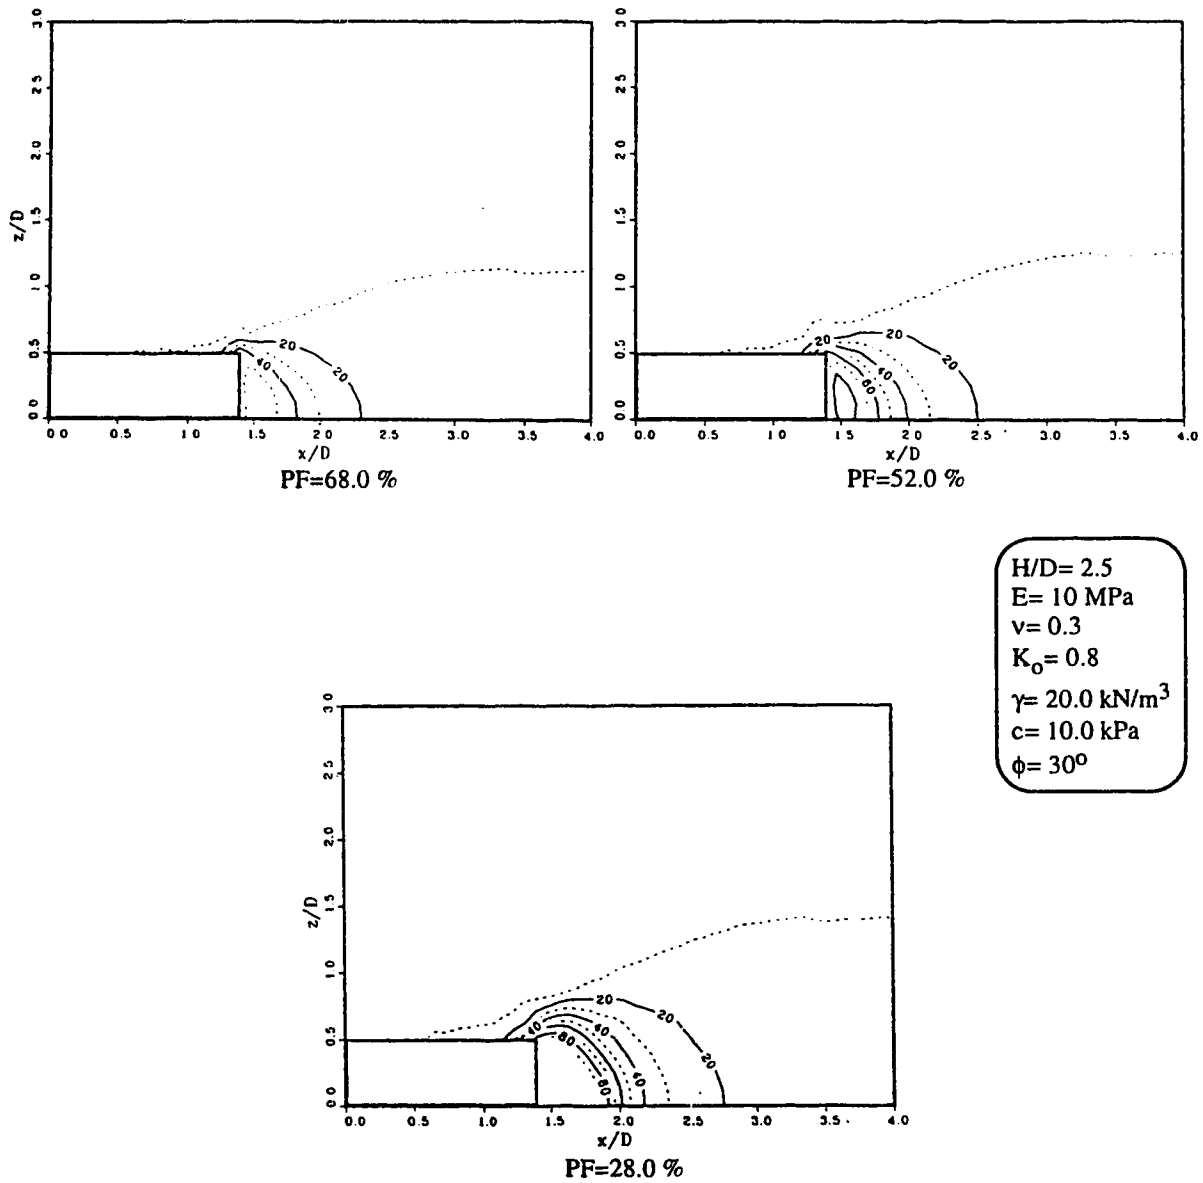 3.0 3.0
2.5 2.5
2.0 2.0
z/D 1.5 1.5
1.0 1.0
0.5 20 40 20 0.5 20 20 20 40 80
0.0 0.0
0.0 0.5 1.0 1.5 2.0 2.5 3.0 4.0 0.0 0.5 1.0 1.5 2.0 2.5 3.0 3.5 4.0
x/D x/D
PF=68.0 % PF=52.0 %
H/D= 2.5
E= 10 MPa
ν= 0.3
Ko= 0.8
γ= 20.0 kN/m3
c= 10.0 kPa
ϕ= 30o
3.0
2.5
2.0
z/D 1.5
1.0
20 20 20
0.5 40 40 40 80 80
0.0
0.0 0.5 1.0 1.5 2.0 2.5 3.0 3.5 4.0
x/D
PF=28.0 %